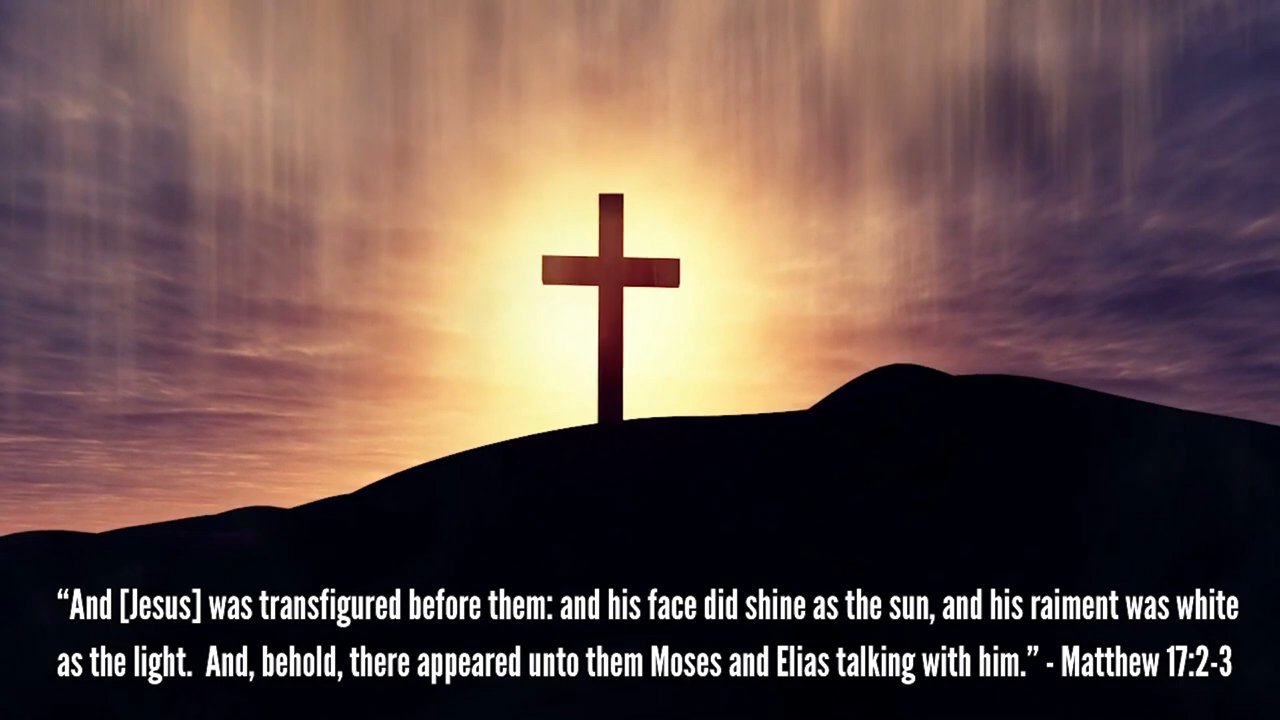 “And [Jesus] was transfigured before them: and his face did shine as the sun, and his raiment was white
as the light.  And, behold, there appeared unto them Moses and Elias talking with him.” - Matthew 17:2-3